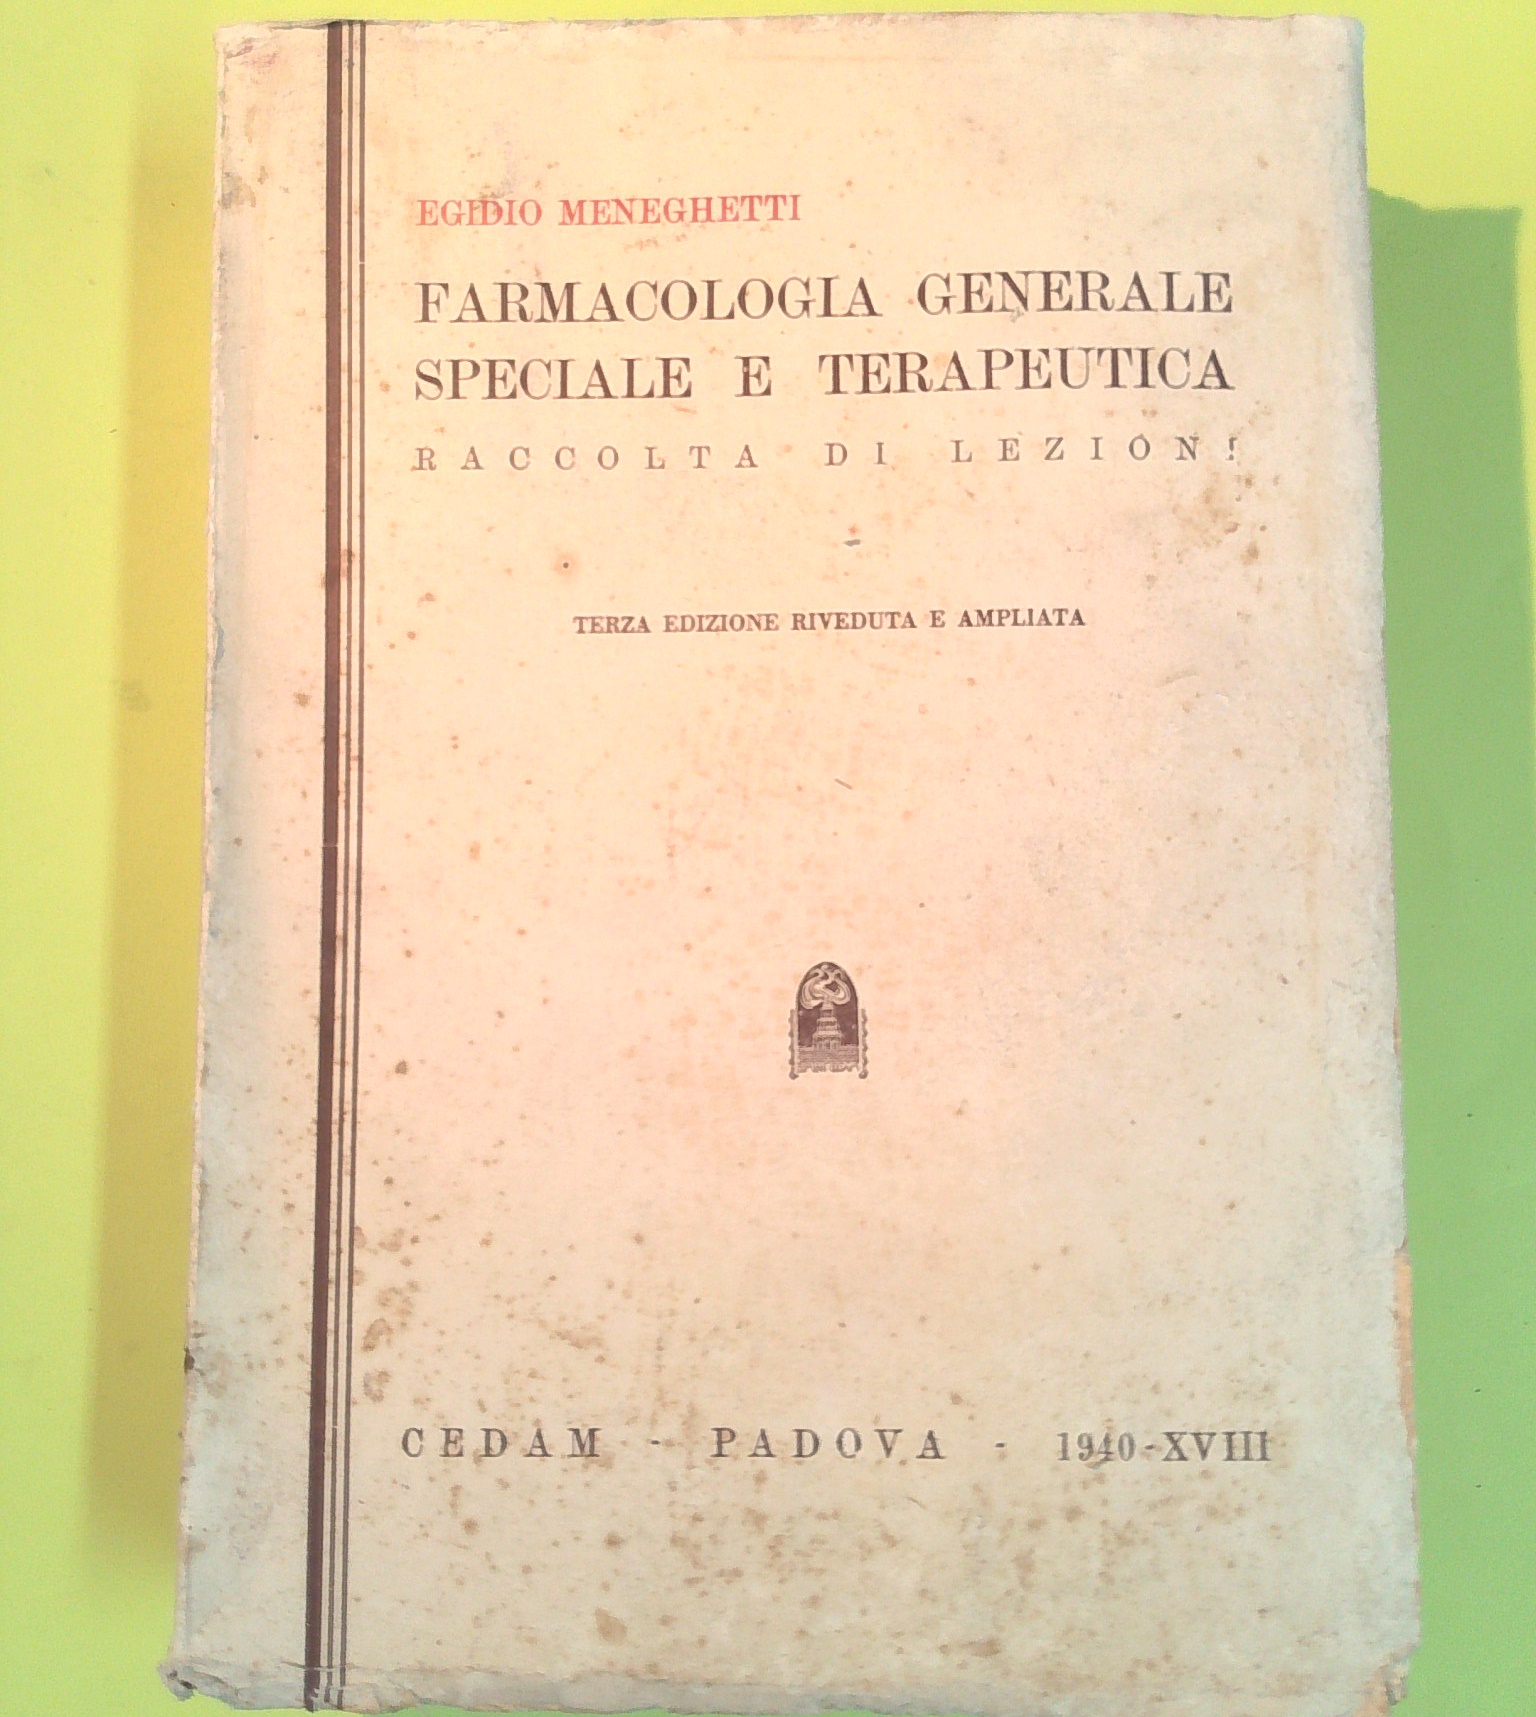 EGIDIO MENEGHETTI
FARMACOLOGIA GENERALE
SPECIALE E TERAPEUTICA
RACCOLTA DI LEZIONI
TERZA EDIZIONE RIVEDUTA E AMPLIATA
CEDAM - PADOVA - 1940-XVIII